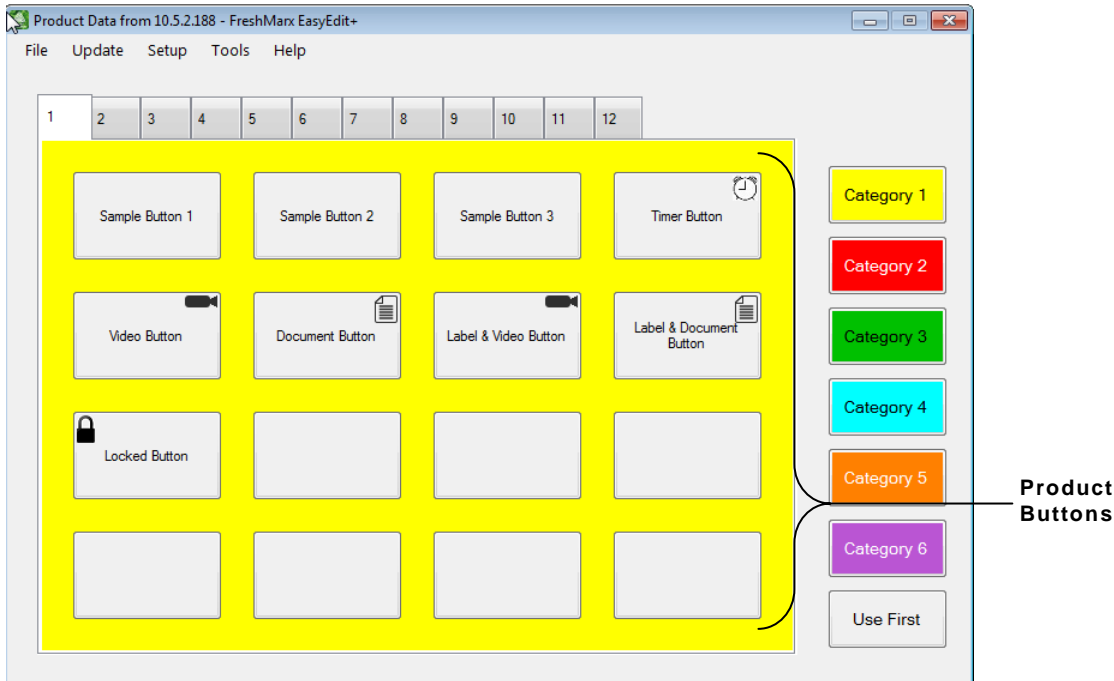 Product Data from 10.5.2.188 - FreshMarx EasyEdit+
File Update Setup Tools Help
1 2 3 4 5 6 7 8 9 10 11 12
Sample Button 1
Sample Button 2
Sample Button 3
Timer Button
Video Button
Document Button
Label & Video Button
Label & Document
Button
Locked Button
Category 1
Category 2
Category 3
Category 4
Category 5
Category 6
Use First
Product
Buttons